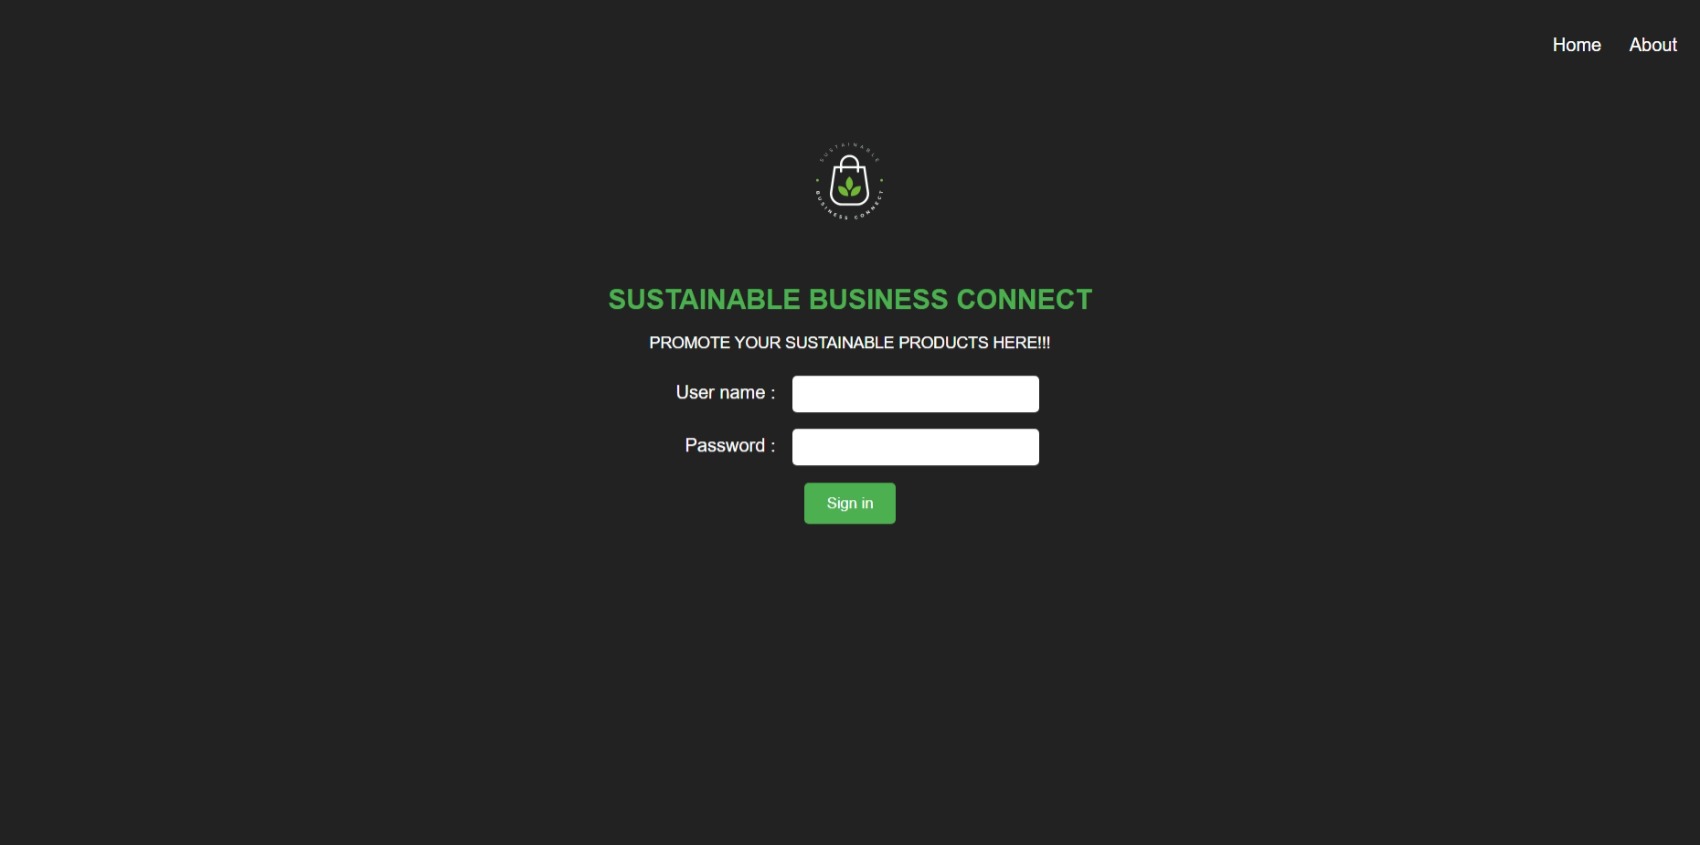 Home About
SUSTAINABLE
BUSINESS CONNECT
SUSTAINABLE BUSINESS CONNECT
PROMOTE YOUR SUSTAINABLE PRODUCTS HERE!!!
User name :
Password :
Sign in